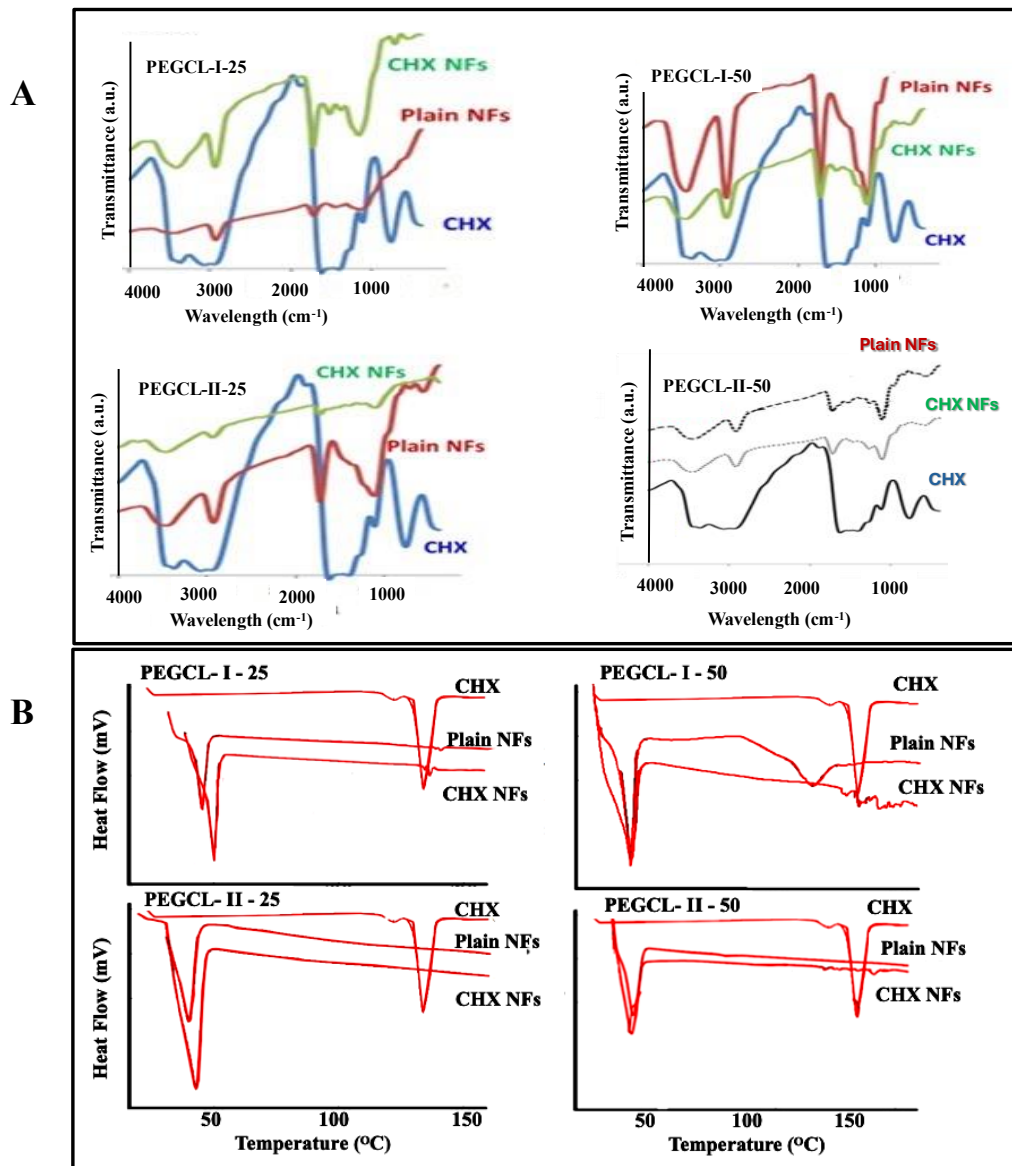 A
PEGCL-I-25
CHX NFs
Plain NFs
CHX
Transmittance (a.u.)
4000 3000 2000 1000
Wavelength (cm-1)
PEGCL-I-50
Plain NFs
CHX NFs
CHX
Transmittance (a.u.)
4000 3000 2000 1000
Wavelength (cm-1)
PEGCL-II-25
CHX NFs
Plain NFs
CHX
Transmittance (a.u.)
4000 3000 2000 1000
Wavelength (cm-1)
PEGCL-II-50
Plain NFs
CHX NFs
CHX
Transmittance (a.u.)
4000 3000 2000 1000
Wavelength (cm-1)
B
PEGCL- I - 25
CHX
Plain NFs
CHX NFs
Heat Flow (mV)
PEGCL- I - 50
CHX
Plain NFs
CHX NFs
PEGCL- II - 25
CHX
Plain NFs
CHX NFs
Heat Flow (mV)
50 100 150
Temperature (OC)
PEGCL- II - 50
CHX
Plain NFs
CHX NFs
50 100 150
Temperature (OC)